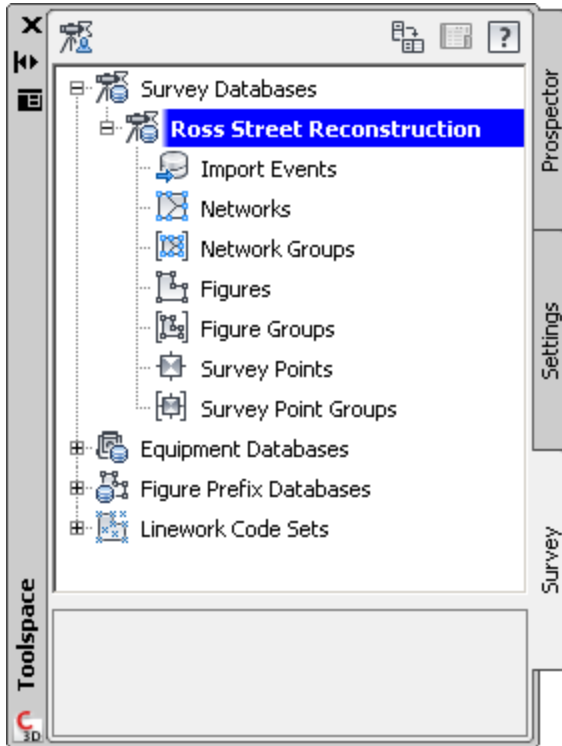 ?
Survey Databases
Ross Street Reconstruction
Import Events
Networks
Network Groups
Figures
Figure Groups
Survey Points
Survey Point Groups
Equipment Databases
Figure Prefix Databases
Linework Code Sets
Prospector
Settings
Survey
Toolspace
C 3D